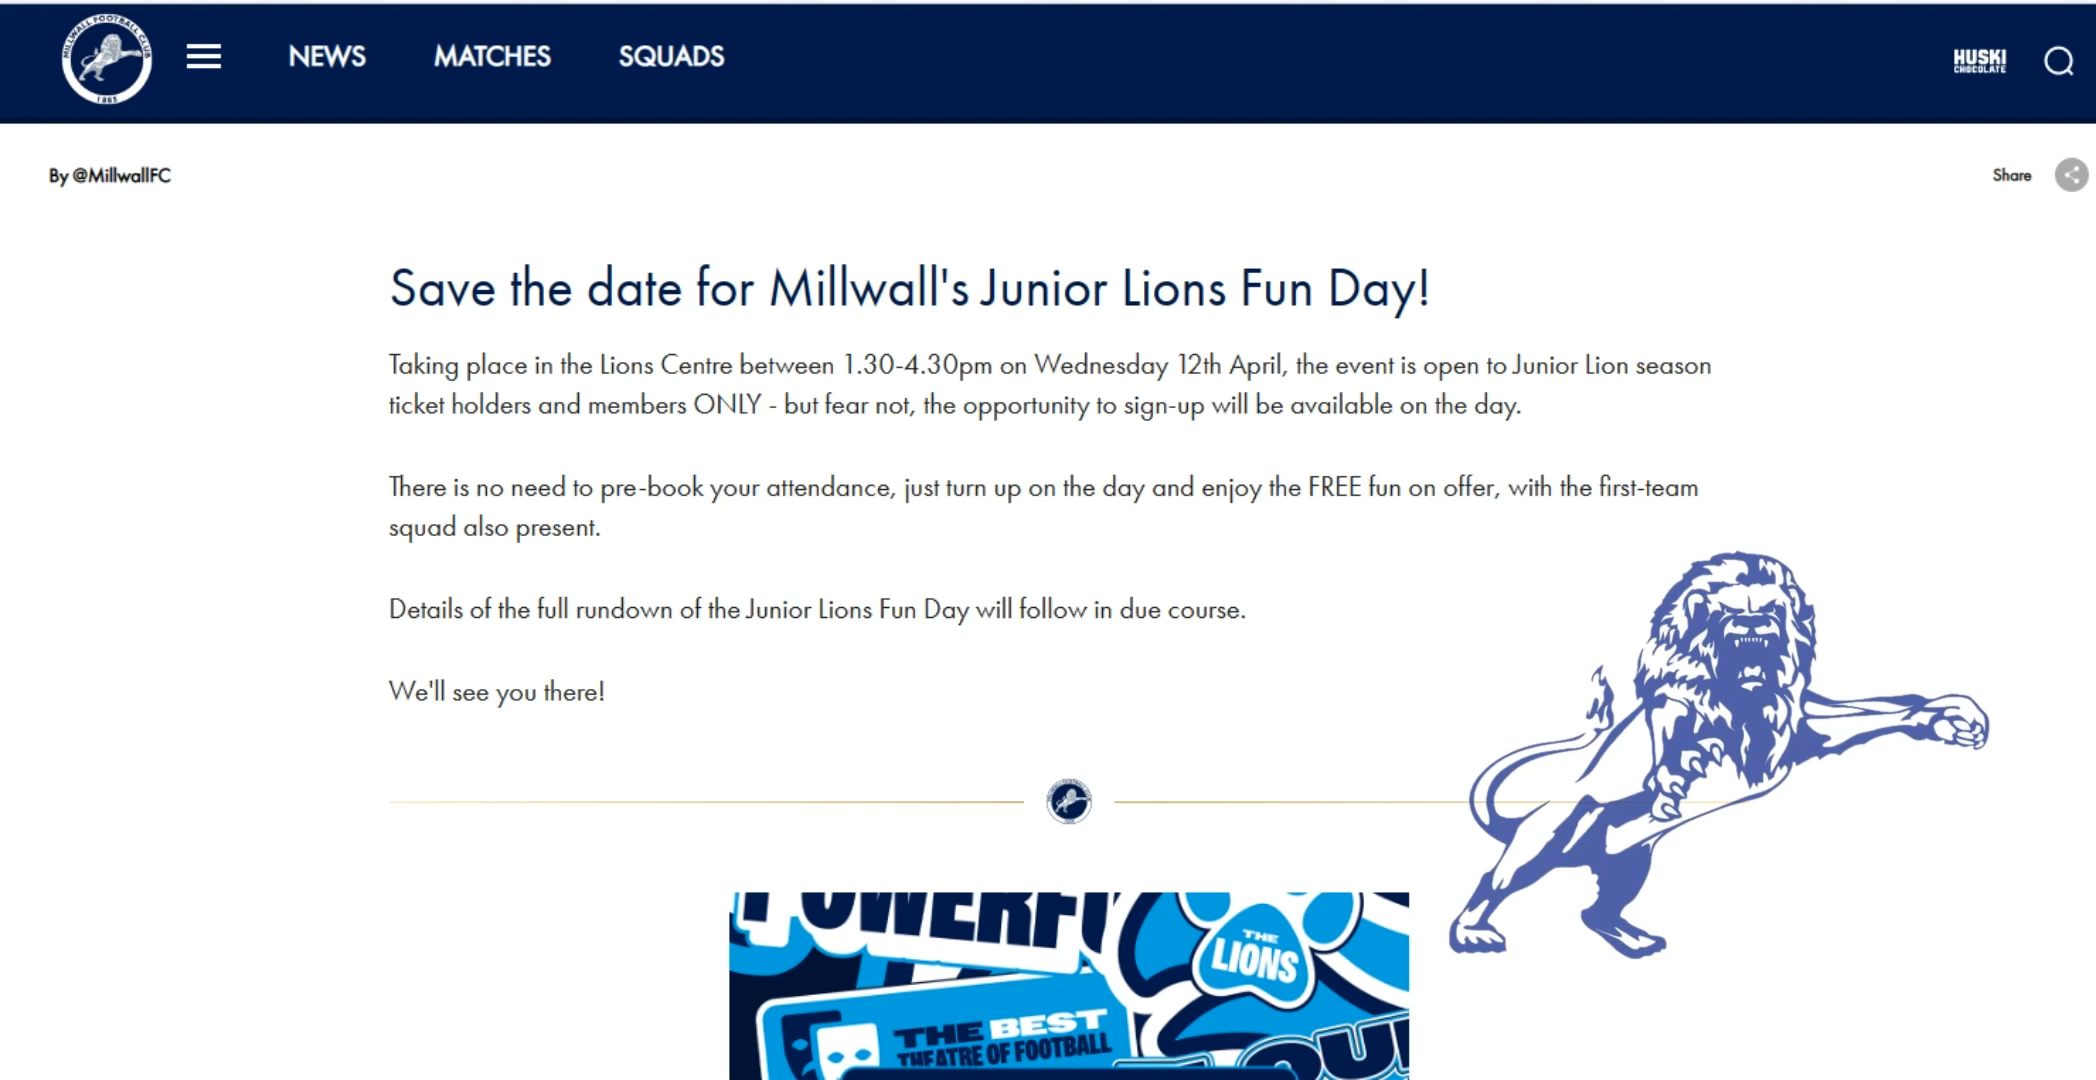 MILLWALL FOOTBALL CLUB
1885
NEWS MATCHES SQUADS
HUSKI
CHOCOLATE
By @MillwallFC
Share
Save the date for Millwall's Junior Lions Fun Day!
Taking place in the Lions Centre between 1.30-4.30pm on Wednesday 12th April, the event is open to Junior Lion season
ticket holders and members ONLY - but fear not, the opportunity to sign-up will be available on the day.
There is no need to pre-book your attendance, just turn up on the day and enjoy the FREE fun on offer, with the first-team
squad also present.
Details of the full rundown of the Junior Lions Fun Day will follow in due course.
We'll see you there!
POWERF
THE
LIONS
THE BEST
THEATRE OF FOOTBALL
OU